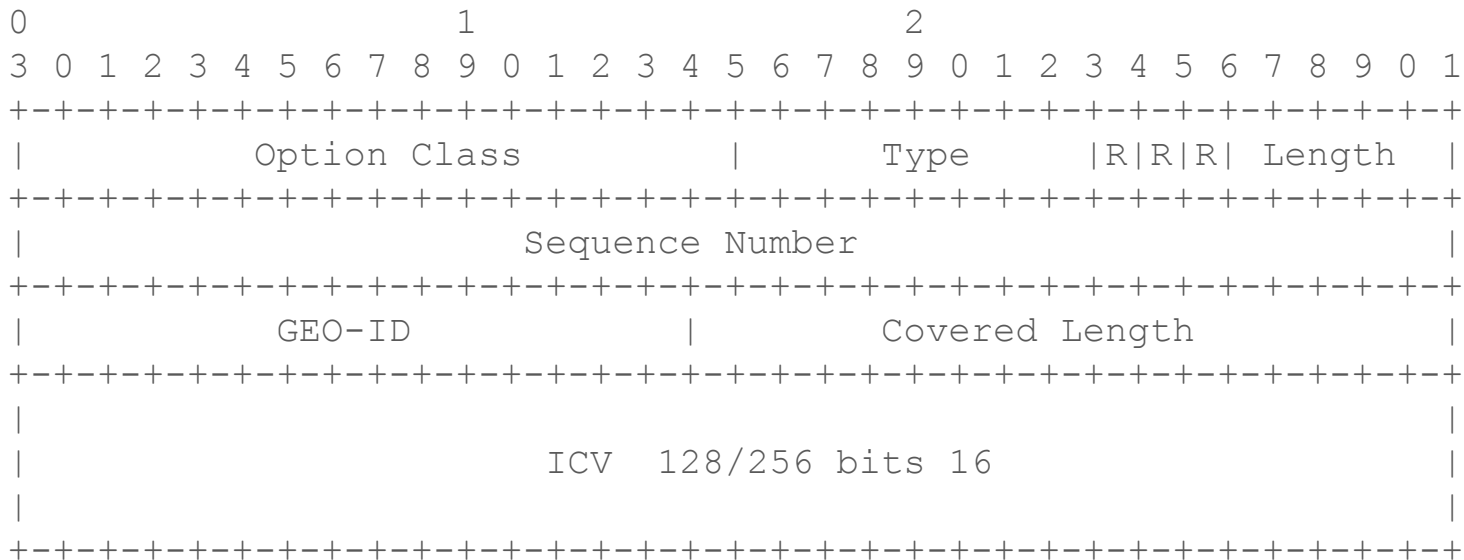 0 1 2
3 0 1 2 3 4 5 6 7 8 9 0 1 2 3 4 5 6 7 8 9 0 1 2 3 4 5 6 7 8 9 0 1
+-+-+-+-+-+-+-+-+-+-+-+-+-+-+-+-+-+-+-+-+-+-+-+-+-+-+-+-+-+-+-+-+
| Option Class | Type |R|R|R| Length |
+-+-+-+-+-+-+-+-+-+-+-+-+-+-+-+-+-+-+-+-+-+-+-+-+-+-+-+-+-+-+-+-+
| Sequence Number |
+-+-+-+-+-+-+-+-+-+-+-+-+-+-+-+-+-+-+-+-+-+-+-+-+-+-+-+-+-+-+-+-+
| GEO-ID | Covered Length |
+-+-+-+-+-+-+-+-+-+-+-+-+-+-+-+-+-+-+-+-+-+-+-+-+-+-+-+-+-+-+-+-+
| |
| ICV 128/256 bits 16 |
| |
+-+-+-+-+-+-+-+-+-+-+-+-+-+-+-+-+-+-+-+-+-+-+-+-+-+-+-+-+-+-+-+-+